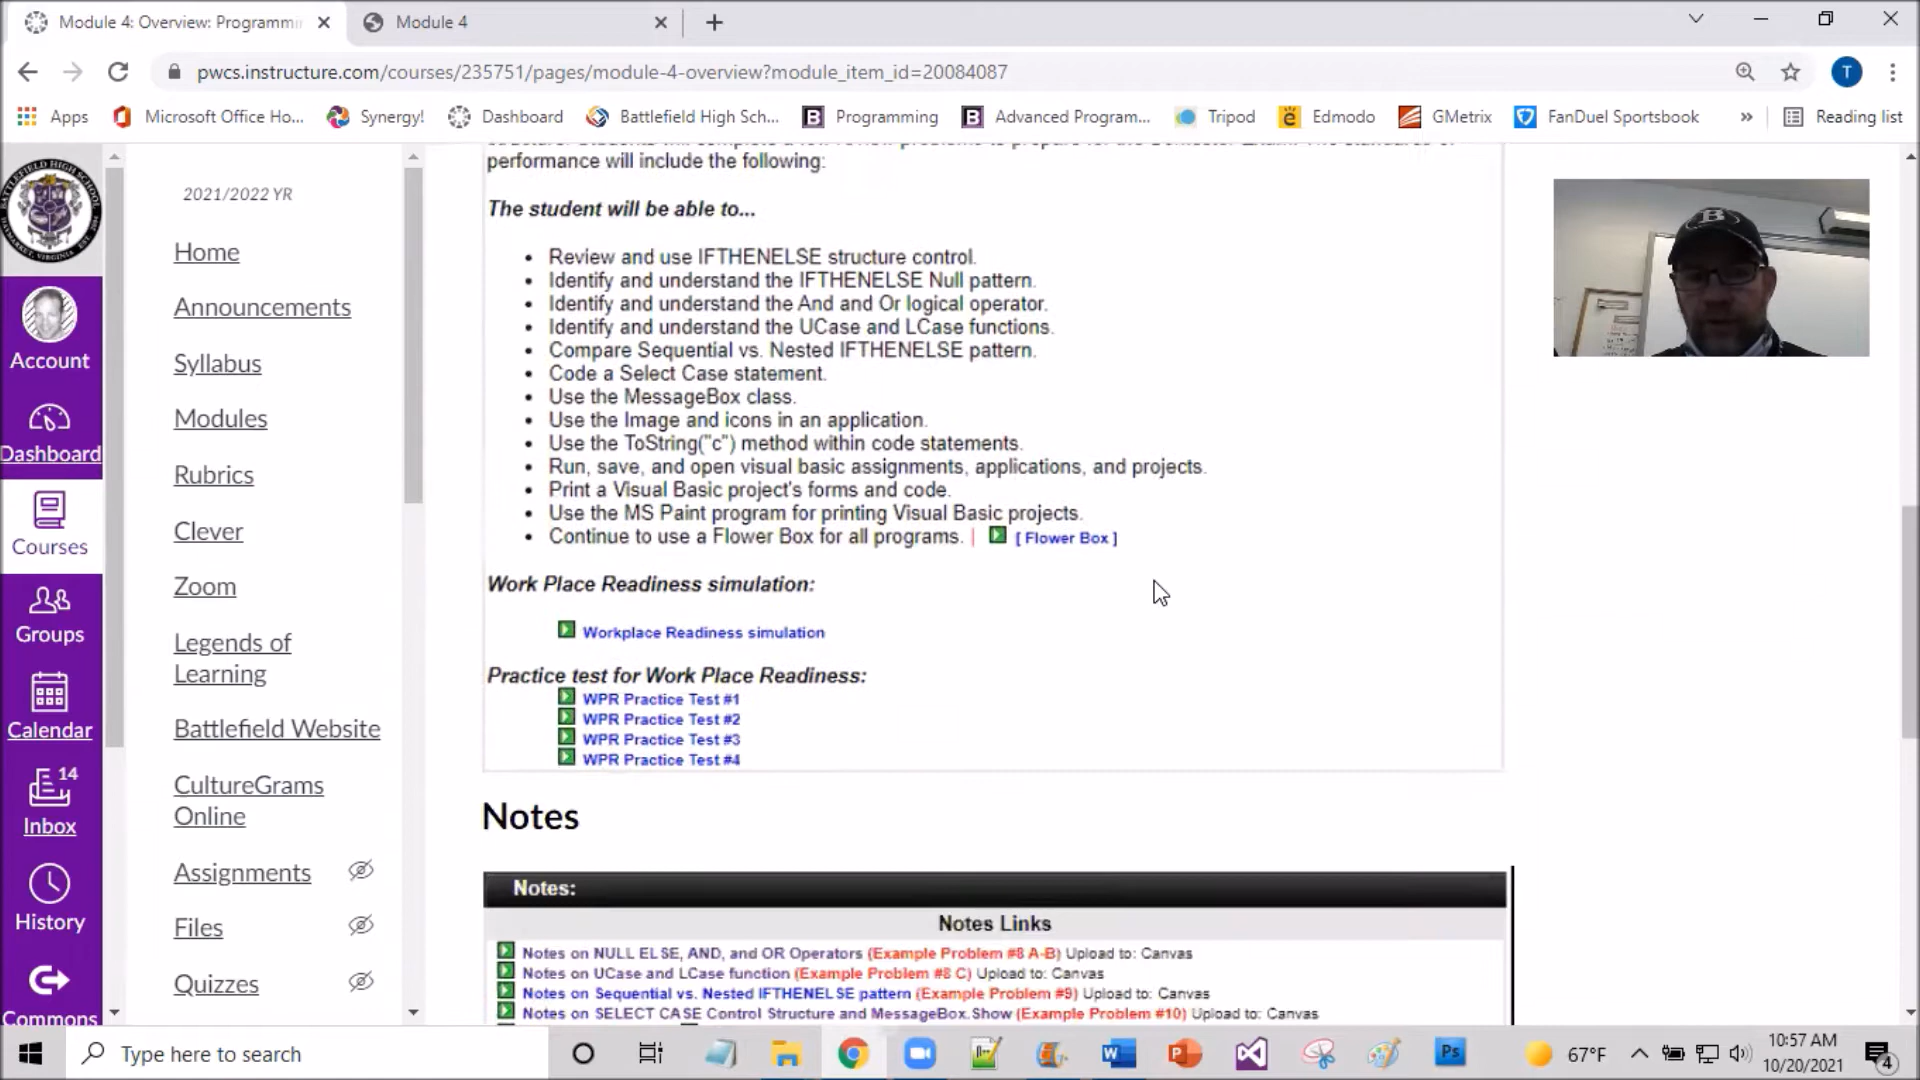 Module 4: Overview: Programmi
Module 4
pwcs.instructure.com/courses/235751/pages/module-4-overview?module_item_id=20084087
T
Apps
Microsoft Office Ho...
Synergy!
Dashboard
Battlefield High Sch...
Programming
Advanced Program...
Tripod
Edmodo
GMetrix
FanDuel Sportsbook
»
Reading list
Account
Dashboard
Courses
Groups
Calendar
14
Inbox
History
Commons
2021/2022 YR
Home
Announcements
Syllabus
Modules
Rubrics
Clever
Zoom
Legends of
Learning
Battlefield Website
CultureGrams
Online
Assignments
Files
Quizzes
performance will include the following:
The student will be able to...
• Review and use IFTHENELSE structure control.
• Identify and understand the IFTHENELSE Null pattern.
• Identify and understand the And and Or logical operator.
• Identify and understand the UCase and LCase functions.
• Compare Sequential vs. Nested IFTHENELSE pattern.
• Code a Select Case statement.
• Use the MessageBox class.
• Use the Image and icons in an application.
• Use the ToString("c") method within code statements.
• Run, save, and open visual basic assignments, applications, and projects.
• Print a Visual Basic project's forms and code.
• Use the MS Paint program for printing Visual Basic projects.
• Continue to use a Flower Box for all programs. | [ Flower Box ]
Work Place Readiness simulation:
Workplace Readiness simulation
Practice test for Work Place Readiness:
WPR Practice Test #1
WPR Practice Test #2
WPR Practice Test #3
WPR Practice Test #4
Notes
Notes:
Notes Links
Notes on NULL ELSE, AND, and OR Operators (Example Problem #8 A-B) Upload to: Canvas
Notes on UCase and LCase function (Example Problem #8 C) Upload to: Canvas
Notes on Sequential vs. Nested IFTHENELSE pattern (Example Problem #9) Upload to: Canvas
Notes on SELECT CASE Control Structure and MessageBox.Show (Example Problem #10) Upload to: Canvas
B
Type here to search
Ps
67°F
10:57 AM
10/20/2021
4